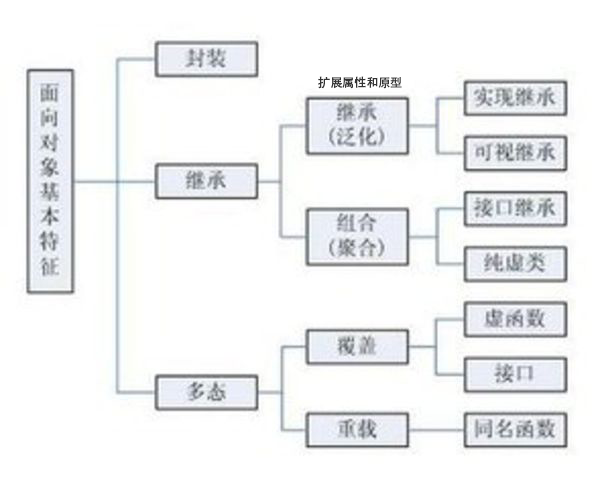 面向对象基本特征
封装
继承
多态
扩展属性和原型
继承
(泛化)
组合
(聚合)
覆盖
重载
实现继承
可视继承
接口继承
纯虚类
虚函数
接口
同名函数